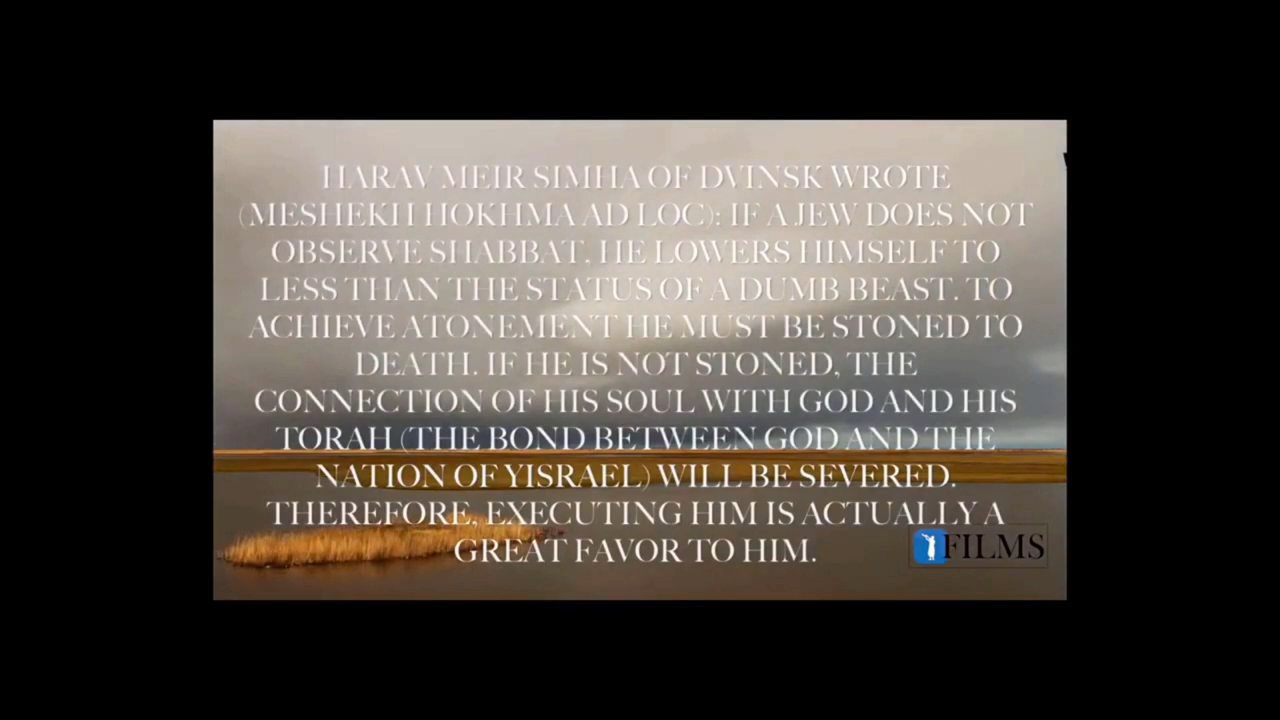 HARAV MEIR SIMHA OF DVINSK WROTE
(MESHEKH HOKHMA AD LOC): IF A JEW DOES NOT
OBSERVE SHABBAT, HE LOWERS HIMSELF TO
LESS THAN THE STATUS OF A DUMB BEAST. TO
ACHIEVE ATONEMENT HE MUST BE STONED TO
DEATH. IF HE IS NOT STONED, THE
CONNECTION OF HIS SOUL WITH GOD AND HIS
TORAH (THE BOND BETWEEN GOD AND THE
NATION OF YISRAEL) WILL BE SEVERED.
THEREFORE, EXECUTING HIM IS ACTUALLY A
GREAT FAVOR TO HIM.
FILMS